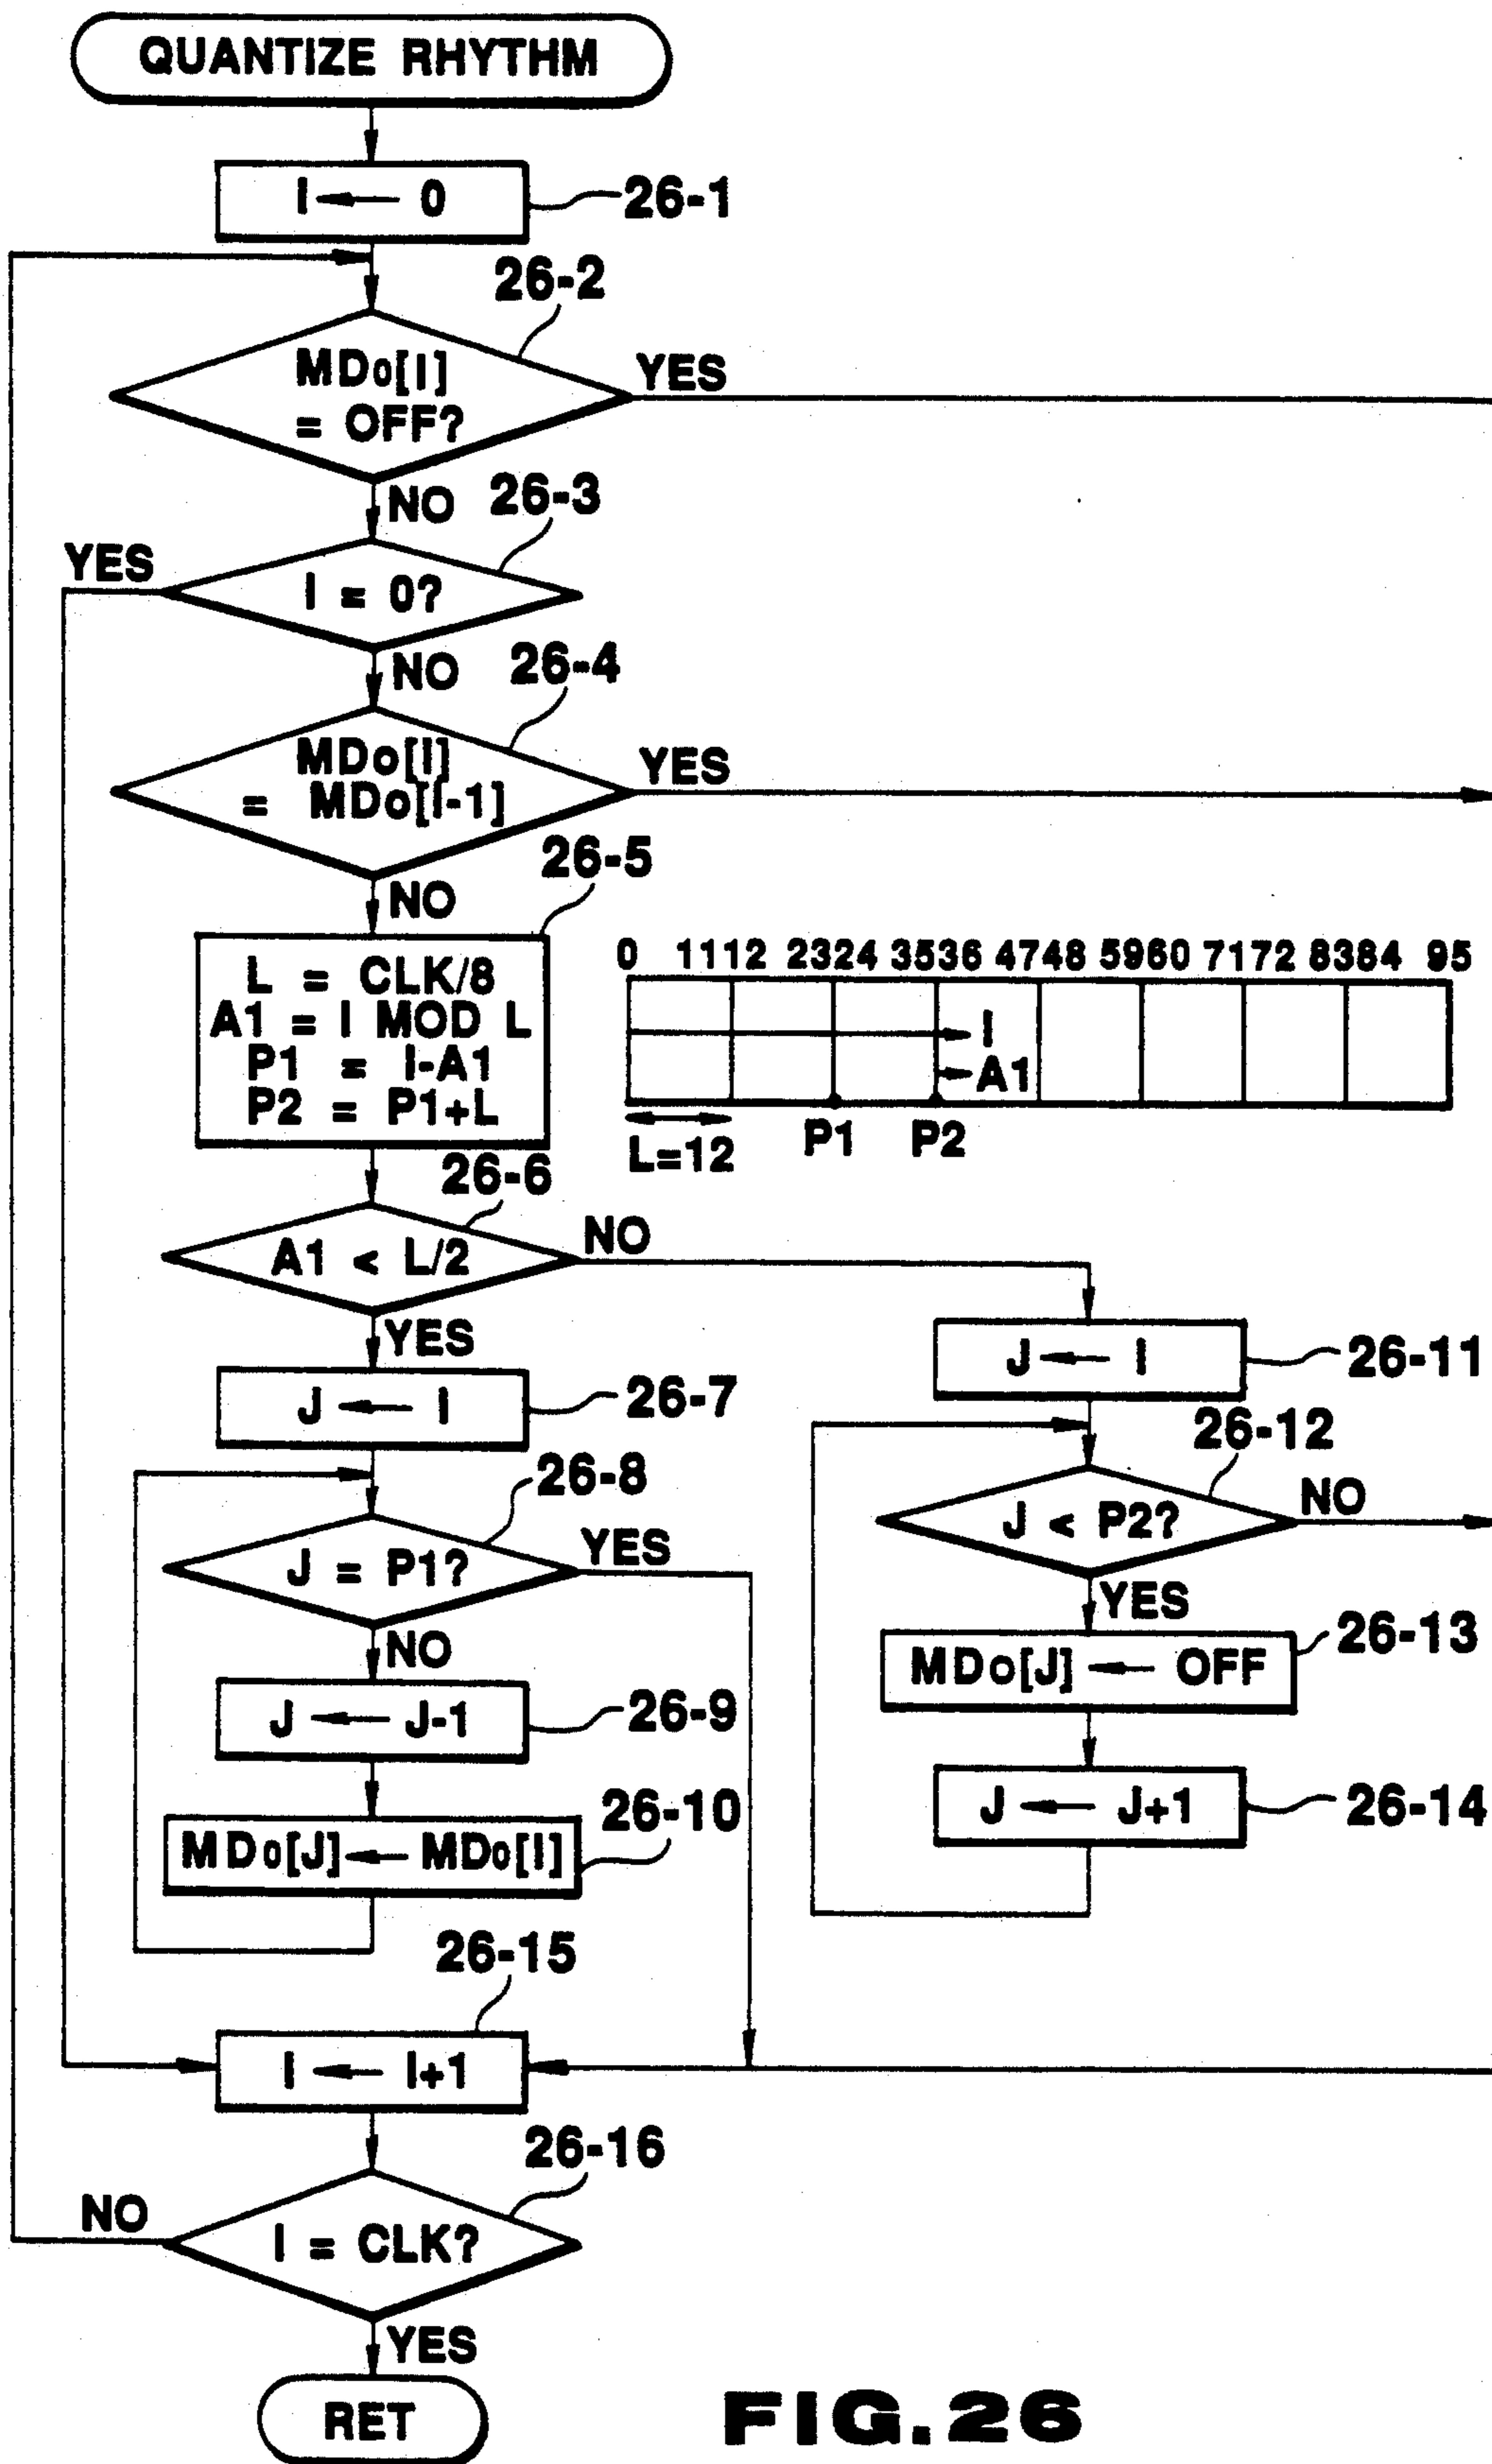 QUANTIZE RHYTHM
I ← 0
26-1
26-2
MDo[I]
= OFF?
YES
NO
26-3
YES
I = 0?
NO
26-4
MDo[I]
= MDo[I-1]
YES
NO
26-5
L = CLK/8
A1 = I MOD L
P1 = I-A1
P2 = P1+L
0 1112 2324 3536 4748 5960 7172 8384 95
I
A1
L=12
P1
P2
26-6
A1 < L/2
NO
YES
J ← I
26-7
J ← I
26-11
26-8
J = P1?
YES
NO
26-12
J < P2?
NO
YES
J ← J-1
26-9
MDo[J] ← OFF
26-13
MDo[J] ← MDo[I]
26-10
J ← J+1
26-14
26-15
I ← I+1
26-16
NO
I = CLK?
YES
RET
FIG.26